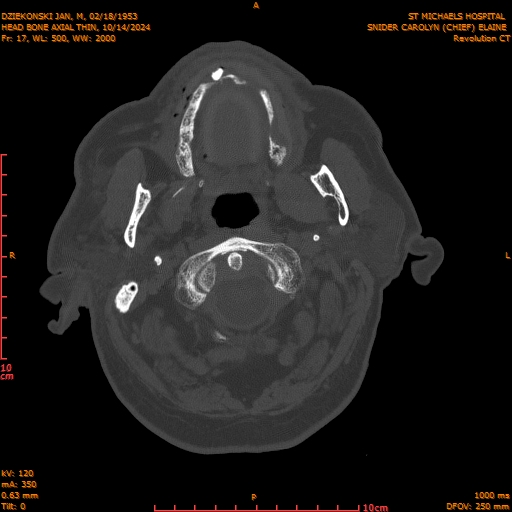 A
DZIEKONSKI JAN, M, 02/18/1953
HEAD BONE AXIAL THIN, 10/14/2024
Fr: 17, WL: 500, WW: 2000
ST MICHAELS HOSPITAL
SNIDER CAROLYN (CHIEF) ELAINE
Revolution CT
R
L
10
cm
kV: 120
mA: 350
0.63 mm
Tilt: 0
P
10cm
1000 ms
DFOV: 250 mm